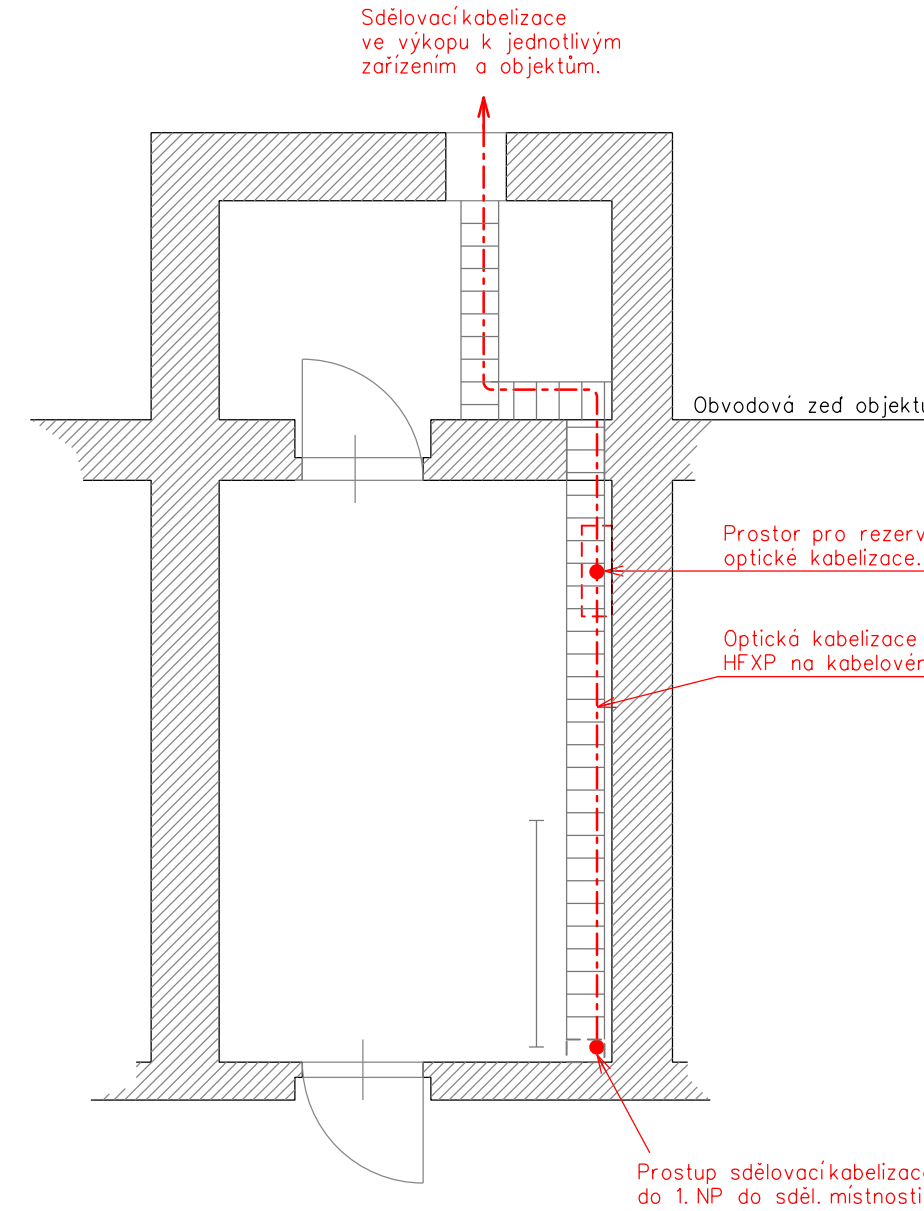 Sdělovací kabelizace
ve výkopu k jednotlivým
zařízením a objektům.
Obvodová zeď objektu
Prostor pro rezerv
optické kabelizace.
Optická kabelizace
HFXP na kabelovém
Prostup sdělovací kabelizace
do 1. NP do sděl. místnosti